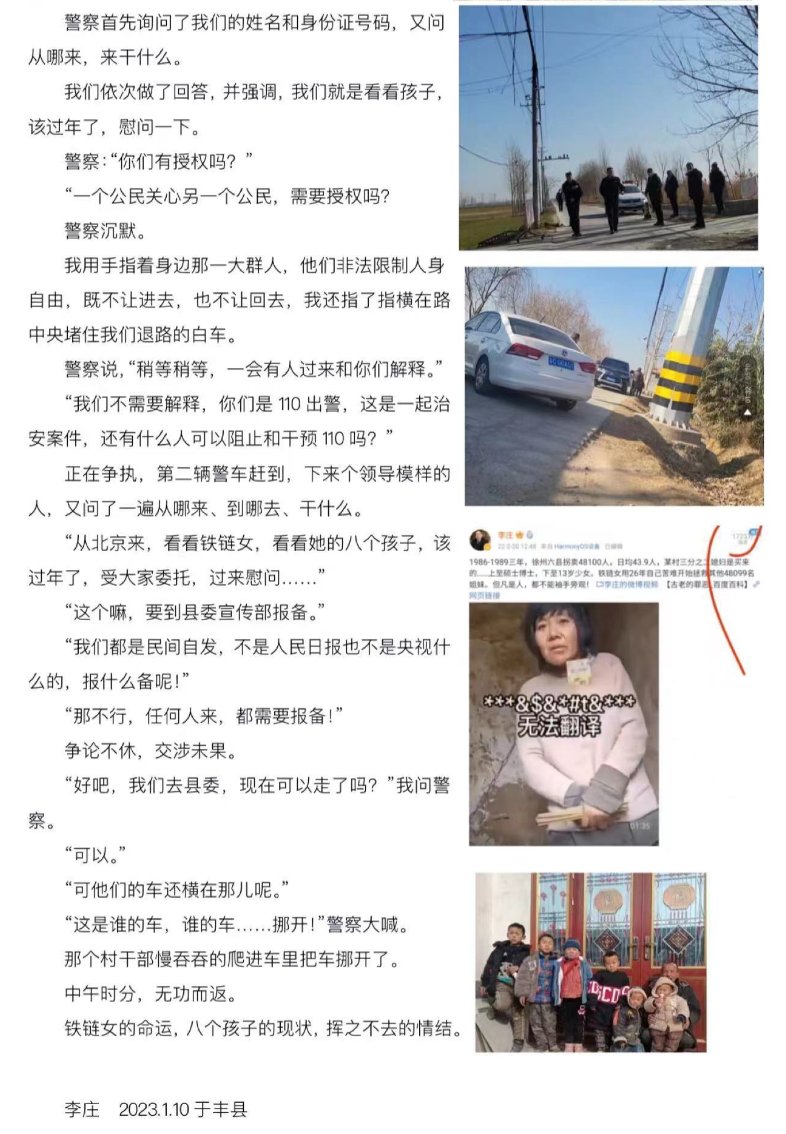 警察首先询问了我们的姓名和身份证号码，又问
从哪来，来干什么。
我们依次做了回答，并强调，我们就是看看孩子，
该过年了，慰问一下。
警察：“你们有授权吗？”
“一个公民关心另一个公民，需要授权吗？
警察沉默。
我用手指着身边那一大群人，他们非法限制人身
自由，既不让进去，也不让回去，我还指了指横在路
中央堵住我们退路的白车。
警察说，“稍等稍等，一会有人过来和你们解释。”
“我们不需要解释，你们是 110 出警，这是一起治
安案件，还有什么人可以阻止和干预 110 吗？”
正在争执，第二辆警车赶到，下来个领导模样的
人，又问了一遍从哪来、到哪去、干什么。
“从北京来，看看铁链女，看看她的八个孩子，该
过年了，受大家委托，过来慰问……”
“这个嘛，要到县委宣传部报备。”
“我们都是民间自发，不是人民日报也不是央视什
么的，报什么备呢！”
“那不行，任何人来，都需要报备！”
争论不休，交涉未果。
“好吧，我们去县委，现在可以走了吗？”我问警
察。
“可以。”
“可他们的车还横在那儿呢。”
“这是谁的车，谁的车……挪开！”警察大喊。
那个村干部慢吞吞的爬进车里把车挪开了。
中午时分，无功而返。
铁链女的命运，八个孩子的现状，挥之不去的情结。
李庄 2023.1.10 于丰县
李庄
来自 HarmonyOS设备 已编辑
1986-1989三年，徐州六县拐卖48100人，日均43.9人，某村三分之二媳妇是买来
的……上至硕士博士，下至13岁少女。铁链女用26年自己苦难开始拯救其他48099名
姐妹。但凡是人，都不能袖手旁观！ 李庄的微博视频 【古老的罪恶_百度百科】
网页链接
***&$&*#t&***
无法翻译
01:35